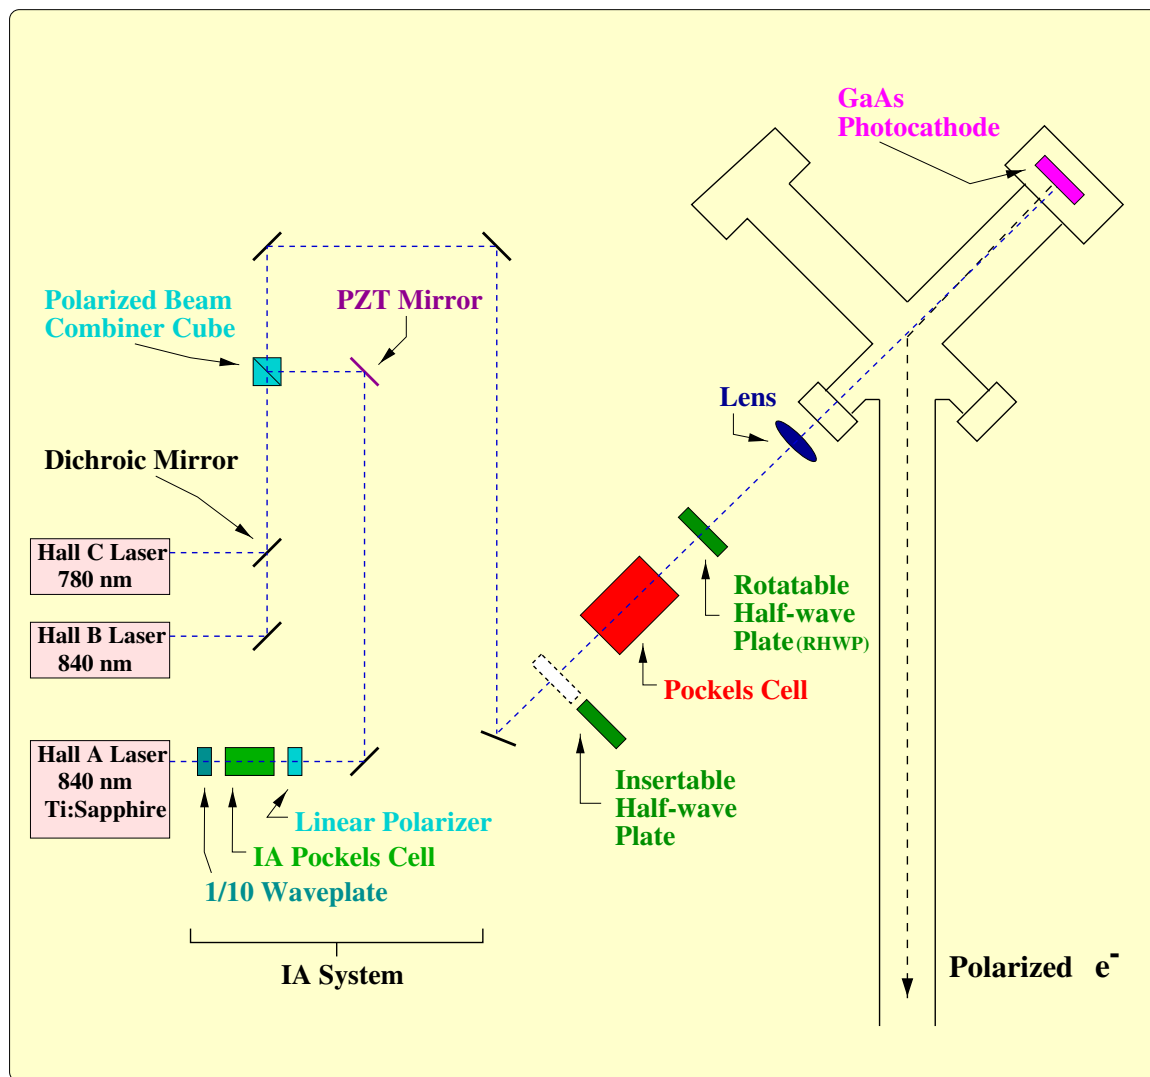 GaAs
Photocathode
Polarized Beam
Combiner Cube
PZT Mirror
Lens
Dichroic Mirror
Hall C Laser
780 nm
Hall B Laser
840 nm
Rotatable
Half-wave
Plate (RHWP)
Pockels Cell
Hall A Laser
840 nm
Ti:Sapphire
Insertable
Half-wave
Plate
Linear Polarizer
IA Pockels Cell
1/10 Waveplate
IA System
Polarized e-